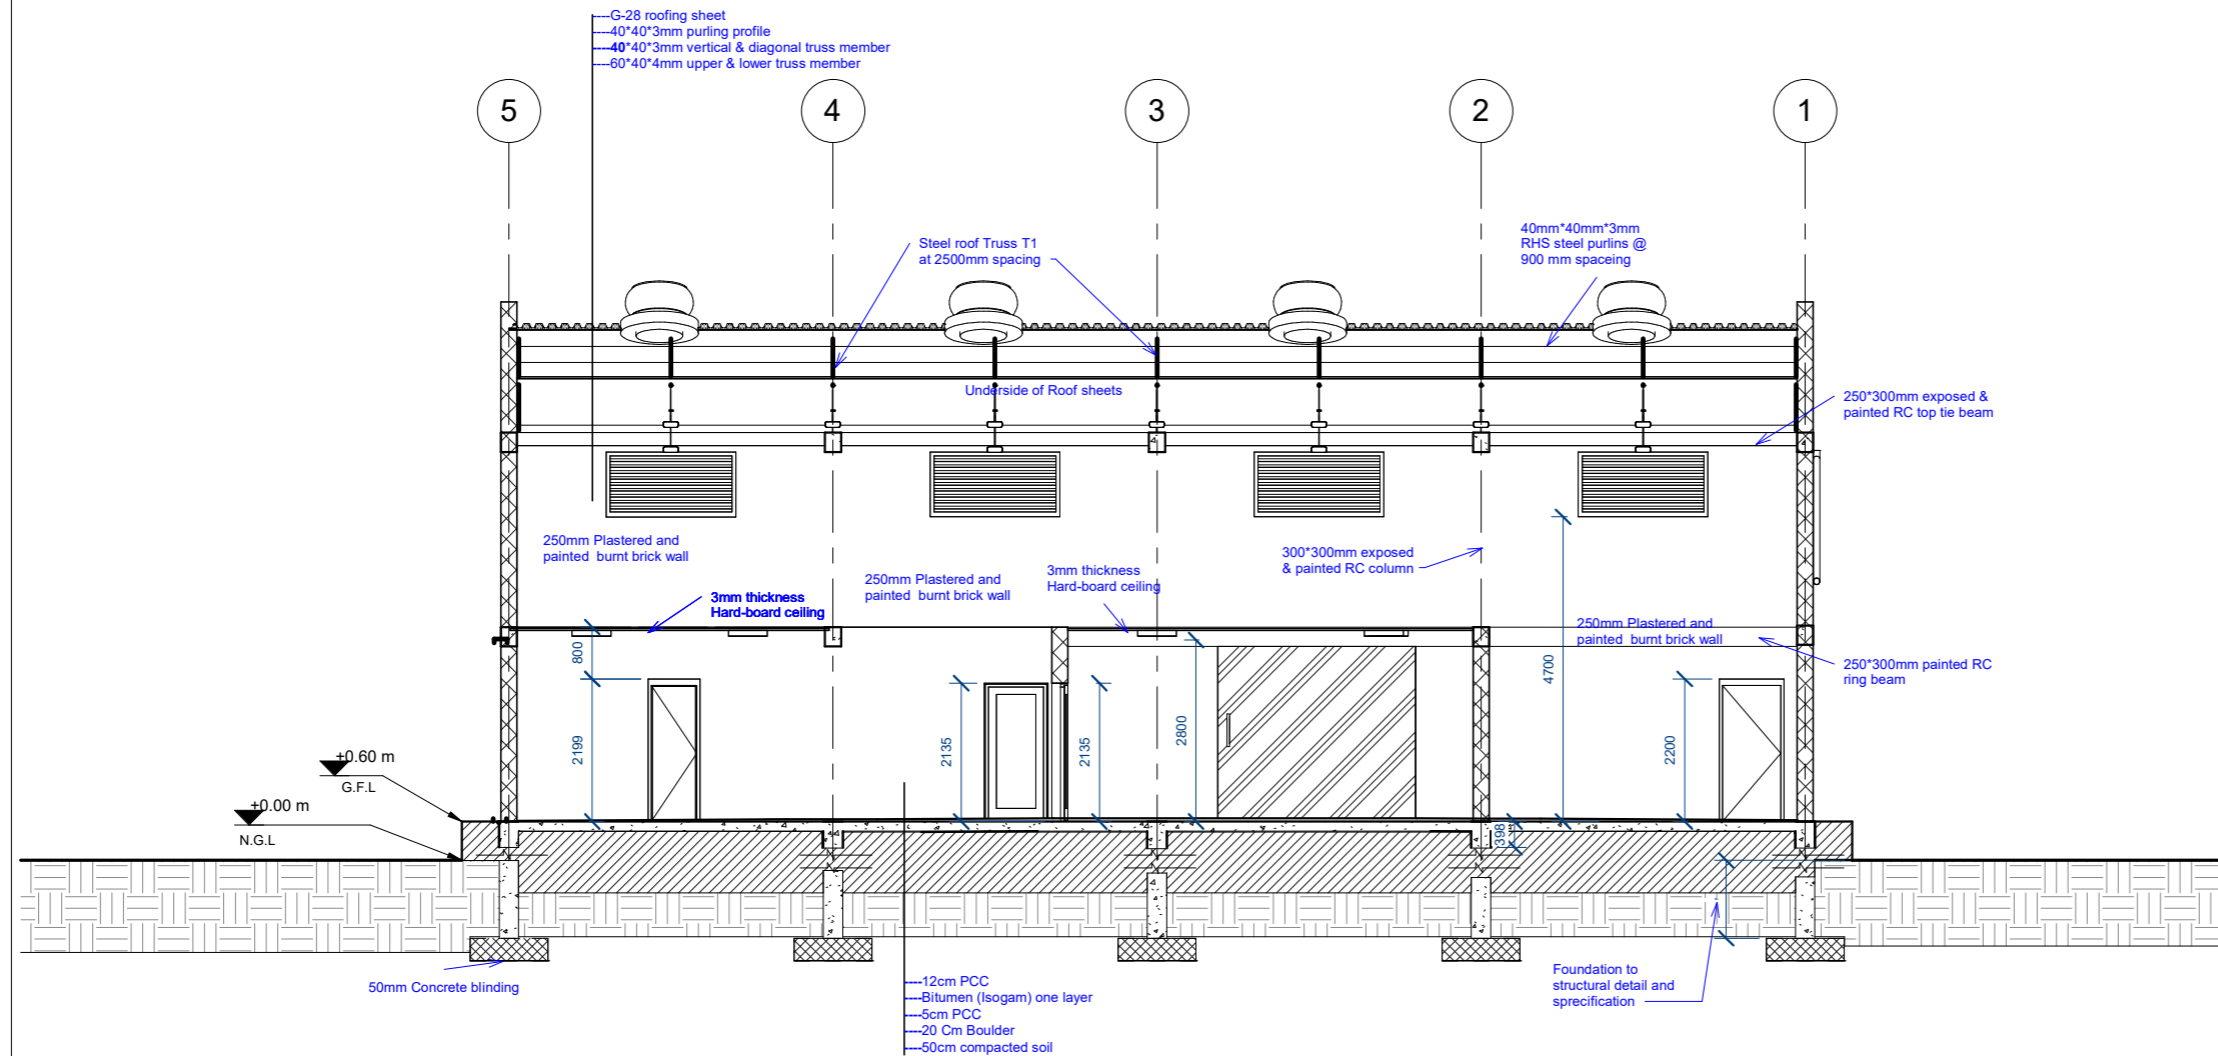 ----G-28 roofing sheet
----40*40*3mm purling profile
----40*40*3mm vertical & diagonal truss member
----60*40*4mm upper & lower truss member
5
4
3
2
1
Steel roof Truss T1
at 2500mm spacing
40mm*40mm*3mm
RHS steel purlins @
900 mm spaceing
Underside of Roof sheets
250*300mm exposed &
painted RC top tie beam
250mm Plastered and
painted burnt brick wall
3mm thickness
Hard-board ceiling
250mm Plastered and
painted burnt brick wall
3mm thickness
Hard-board ceiling
300*300mm exposed
& painted RC column
250mm Plastered and
painted burnt brick wall
250*300mm painted RC
ring beam
800
2199
2135
2135
2800
4700
2200
398
+0.60 m
G.F.L
+0.00 m
N.G.L
50mm Concrete blinding
----12cm PCC
----Bitumen (Isogam) one layer
----5cm PCC
----20 Cm Boulder
----50cm compacted soil
Foundation to
structural detail and
sprecification